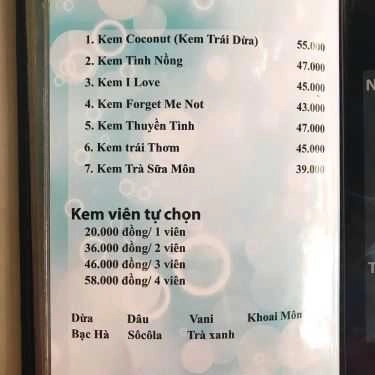 1. Kem Coconut (Kem Trái Dừa) 55.000
2. Kem Tình Nồng 47.000
3. Kem I Love 45.000
4. Kem Forget Me Not 43.000
5. Kem Thuyền Tình 47.000
6. Kem trái Thơm 45.000
7. Kem Trà Sữa Môn 39.000
Kem viên tự chọn
20.000 đồng/ 1 viên
36.000 đồng/ 2 viên
46.000 đồng/ 3 viên
58.000 đồng/ 4 viên
Dừa Dâu Vani Khoai Môn
Bạc Hà Sôcôla Trà xanh